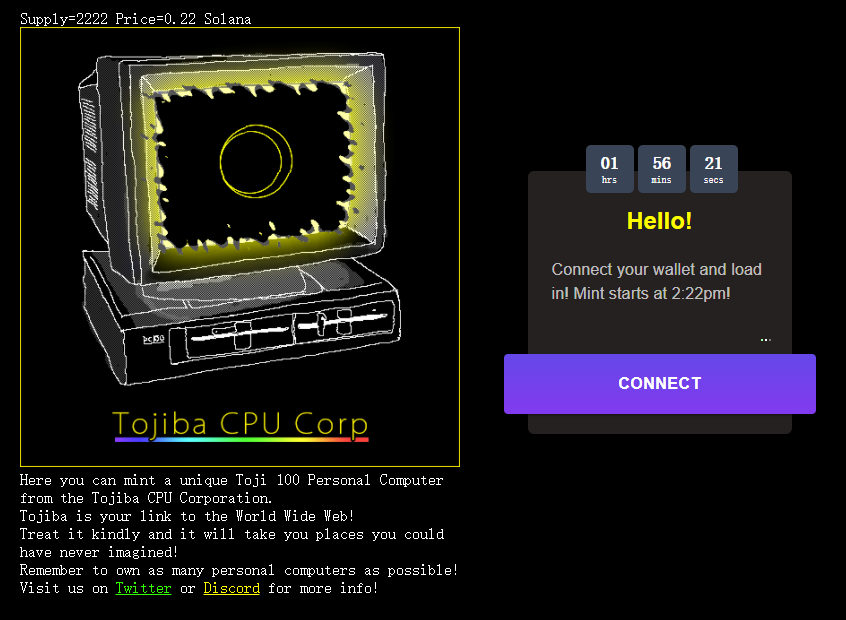 Supply=2222 Price=0.22 Solana
pc150
Tojiba CPU Corp
Here you can mint a unique Toji 100 Personal Computer
from the Tojiba CPU Corporation.
Tojiba is your link to the World Wide Web!
Treat it kindly and it will take you places you could
have never imagined!
Remember to own as many personal computers as possible!
Visit us on Twitter or Discord for more info!
01 56 21
hrs mins secs
Hello!
Connect your wallet and load
in! Mint starts at 2:22pm!
...
CONNECT